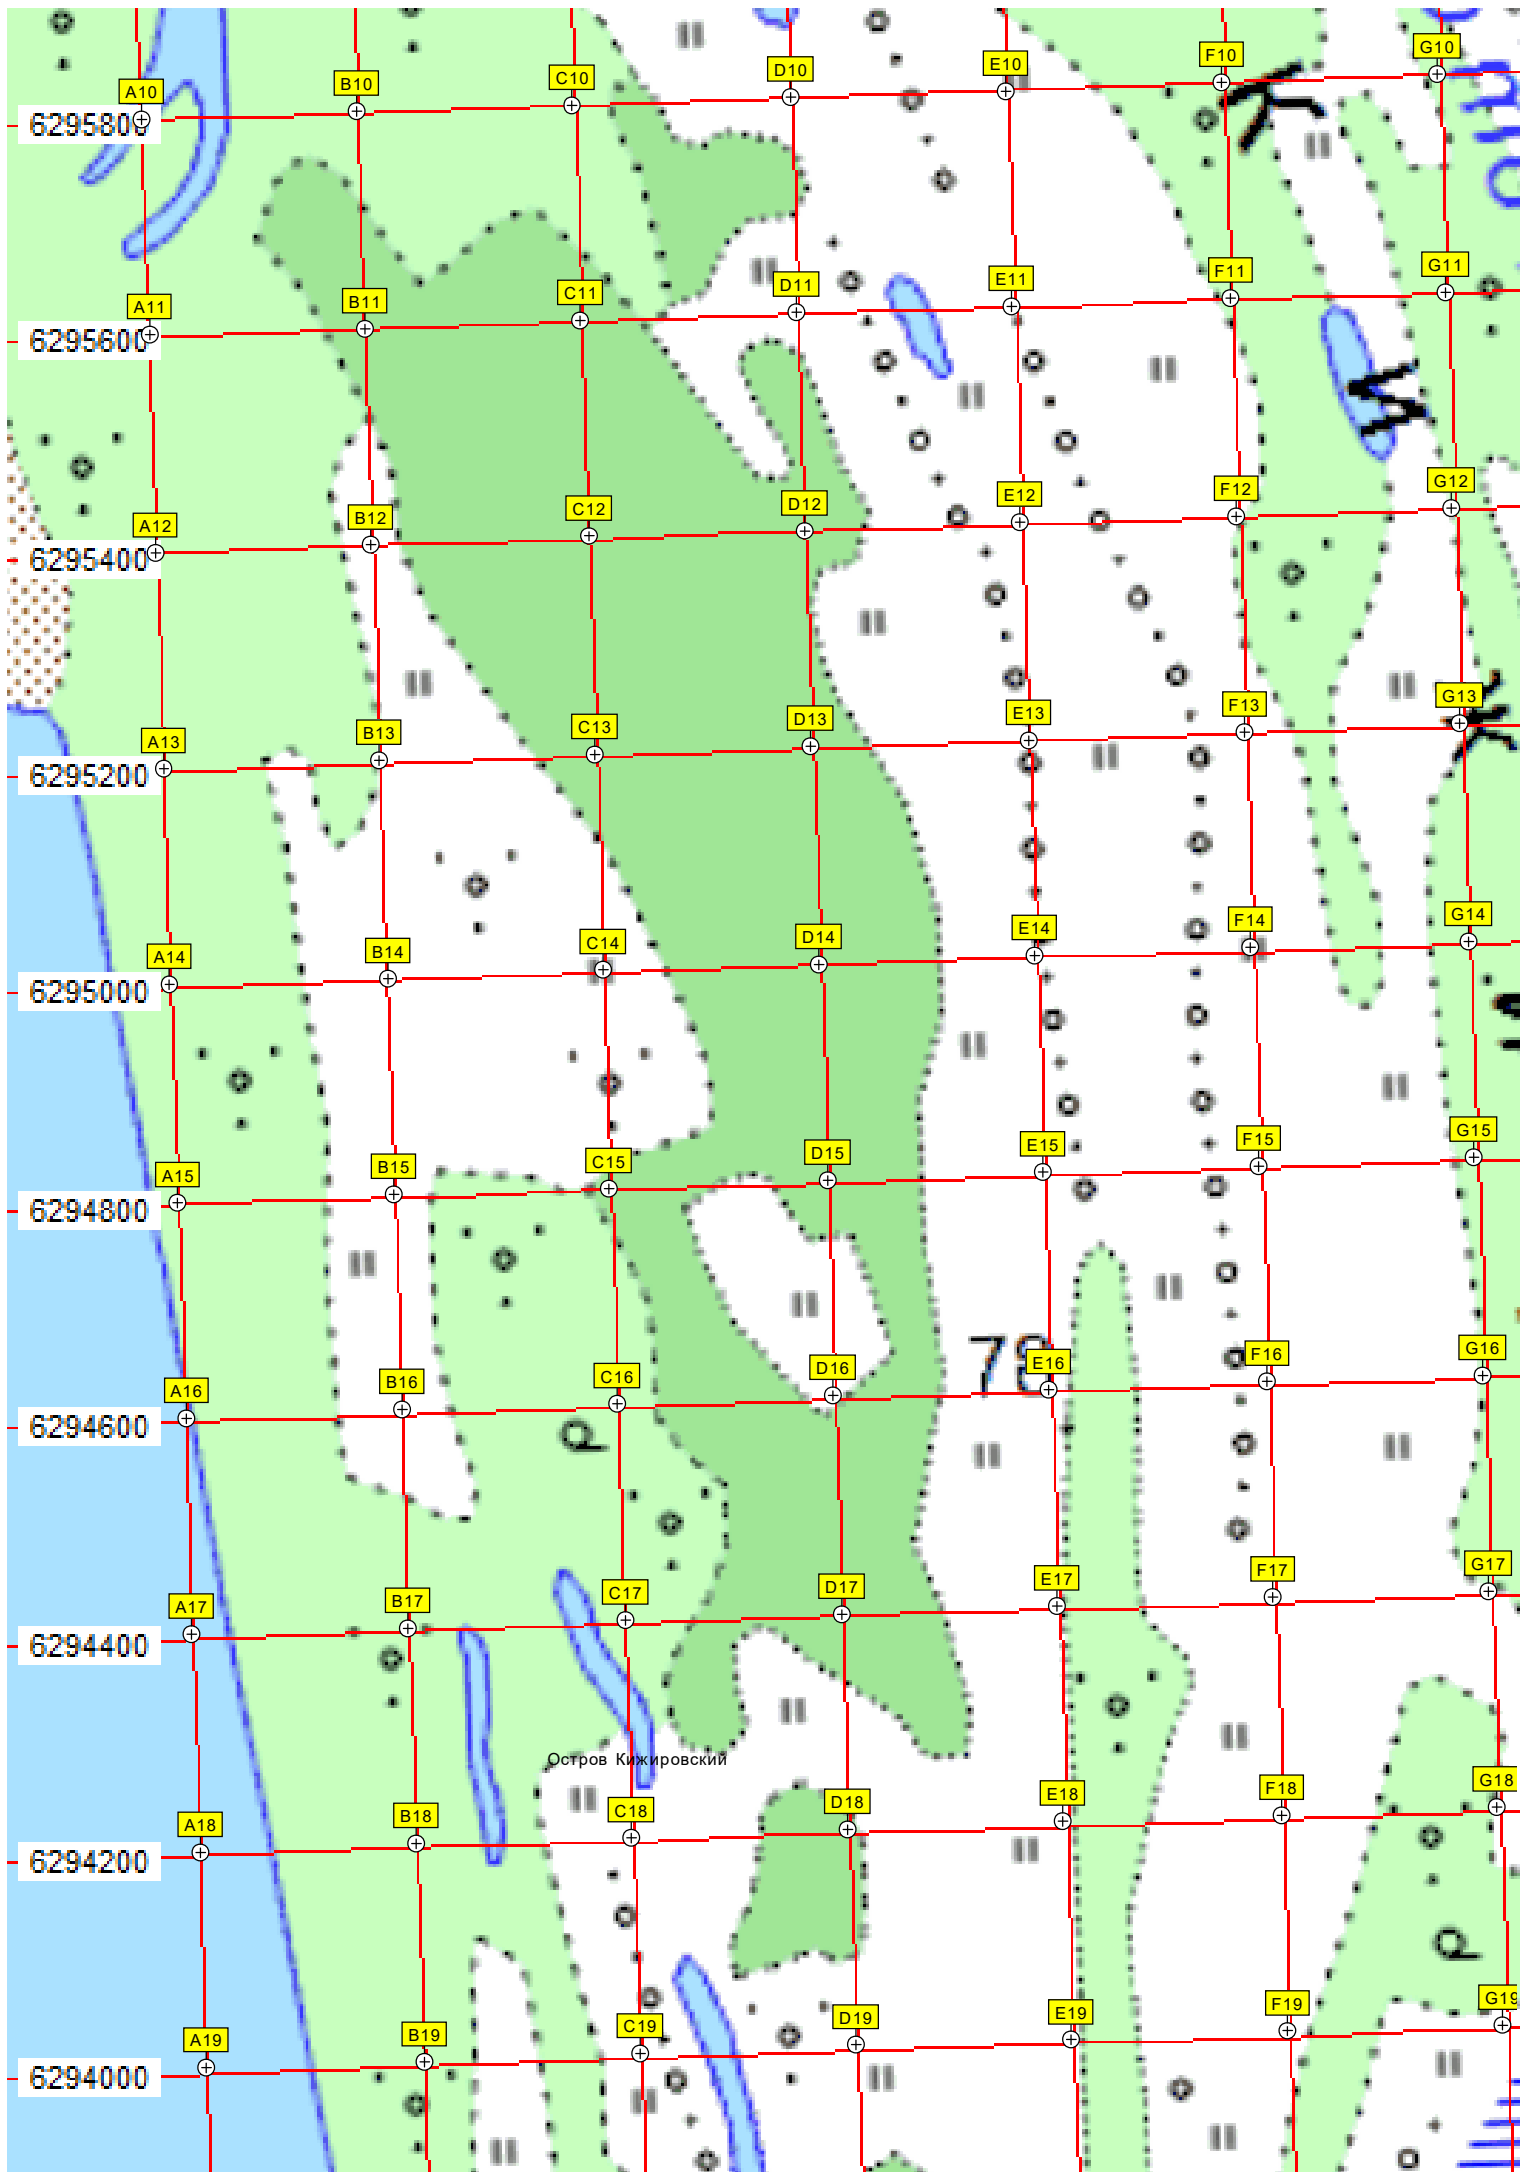 A10 B10 C10 D10 E10 F10 G10
6295800
A11 B11 C11 D11 E11 F11 G11
6295600
A12 B12 C12 D12 E12 F12 G12
6295400
A13 B13 C13 D13 E13 F13 G13
6295200
A14 B14 C14 D14 E14 F14 G14
6295000
A15 B15 C15 D15 E15 F15 G15
6294800
78
A16 B16 C16 D16 E16 F16 G16
6294600
р
A17 B17 C17 D17 E17 F17 G17
6294400
Остров Кижировский
A18 B18 C18 D18 E18 F18 G18
6294200
р
A19 B19 C19 D19 E19 F19 G19
6294000